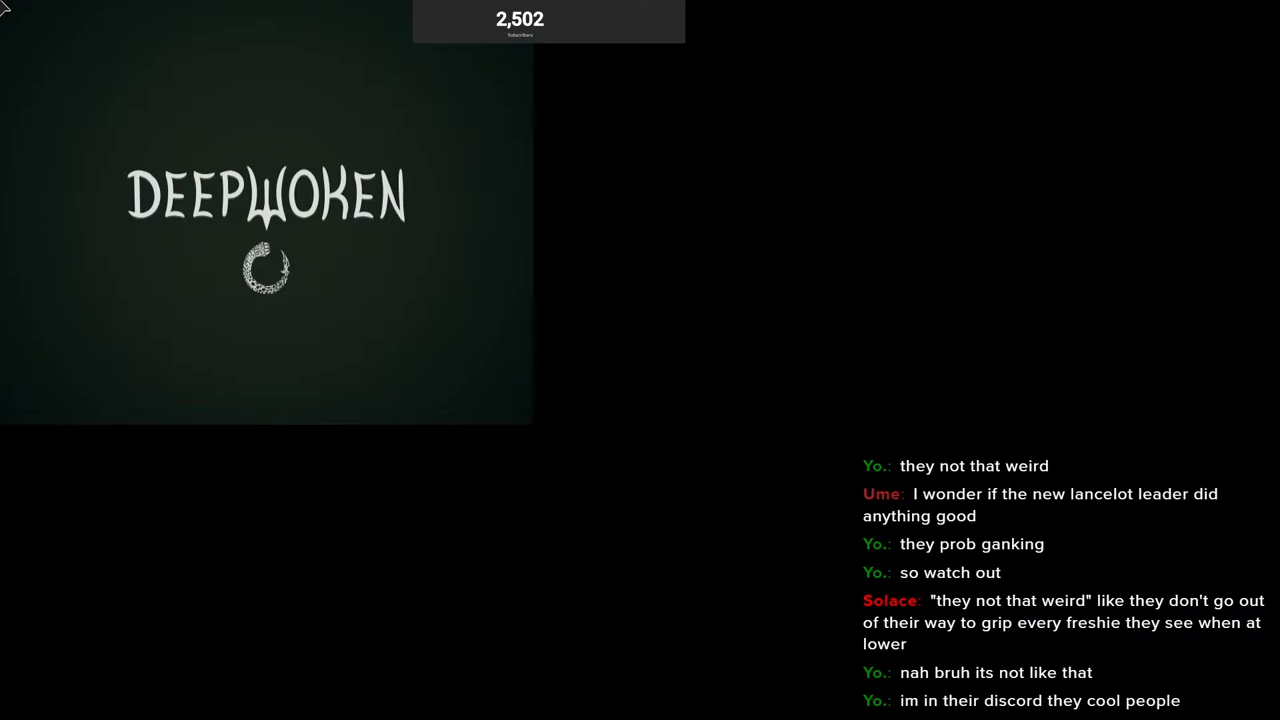 2,502
Subscribers
DEEPWOKEN
Yo.: they not that weird
Ume: I wonder if the new lancelot leader did
anything good
Yo.: they prob ganking
Yo.: so watch out
Solace: "they not that weird" like they don't go out
of their way to grip every freshie they see when at
lower
Yo.: nah bruh its not like that
Yo.: im in their discord they cool people